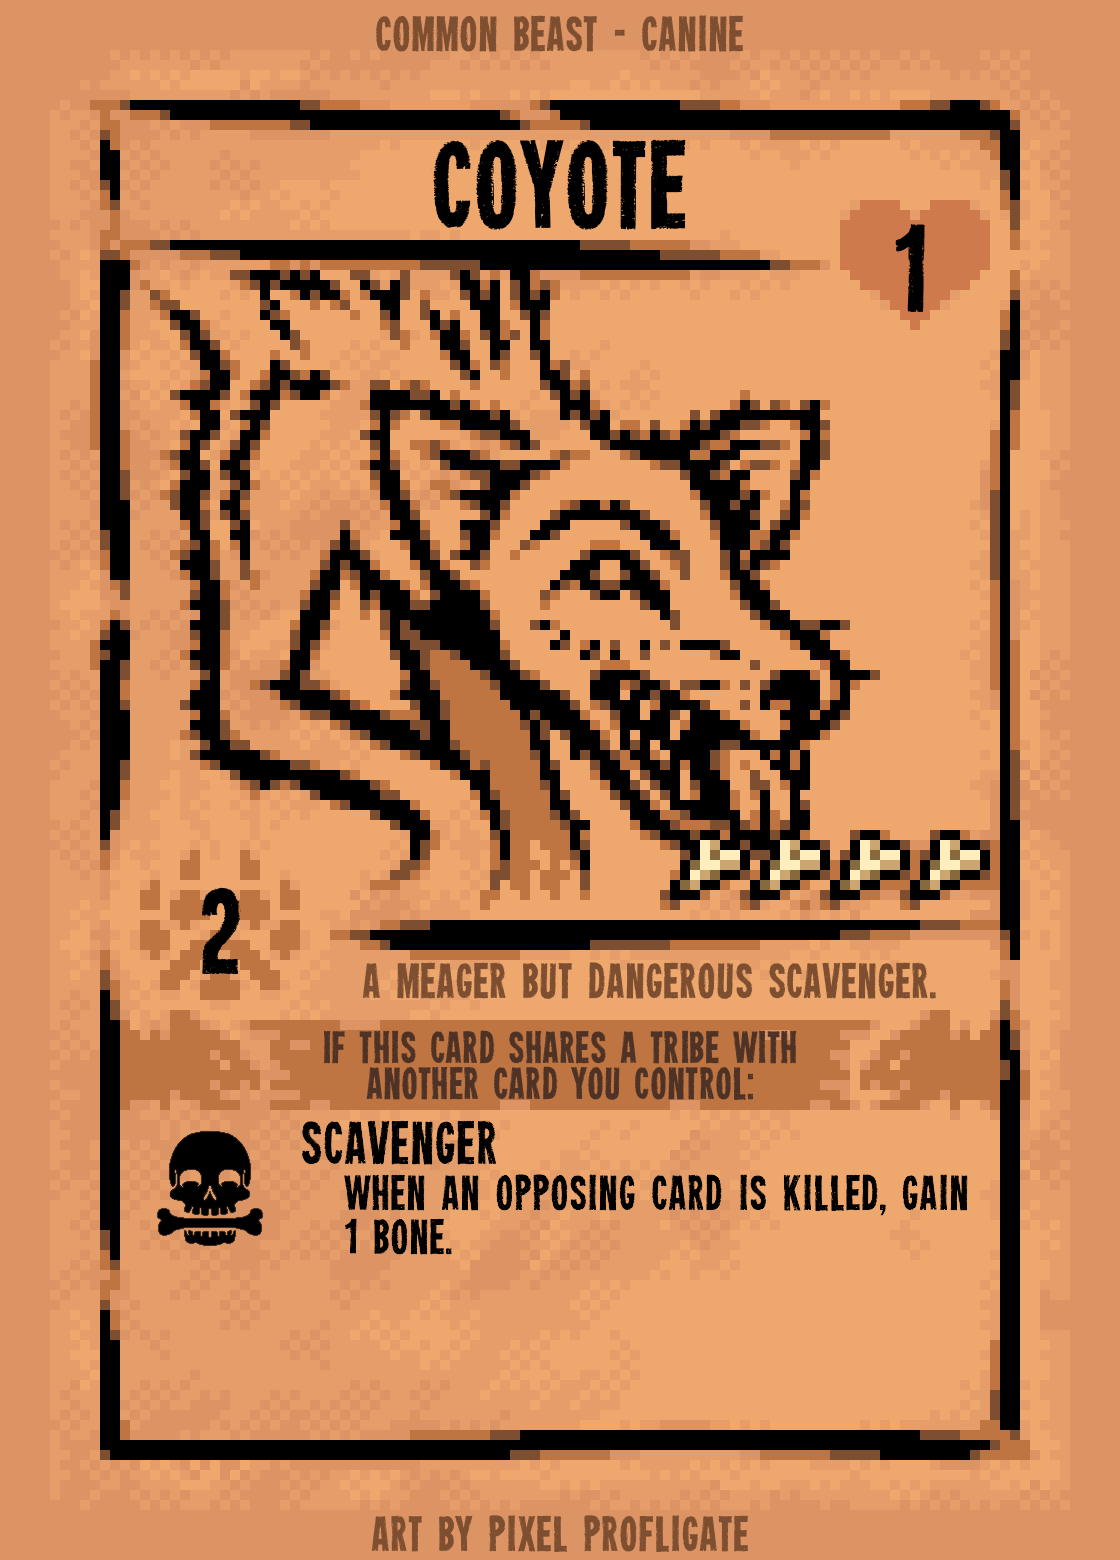 COMMON BEAST - CANINE
COYOTE
1
2
A MEAGER BUT DANGEROUS SCAVENGER.
IF THIS CARD SHARES A TRIBE WITH
ANOTHER CARD YOU CONTROL:
SCAVENGER
WHEN AN OPPOSING CARD IS KILLED, GAIN
1 BONE.
ART BY PIXEL PROFLIGATE